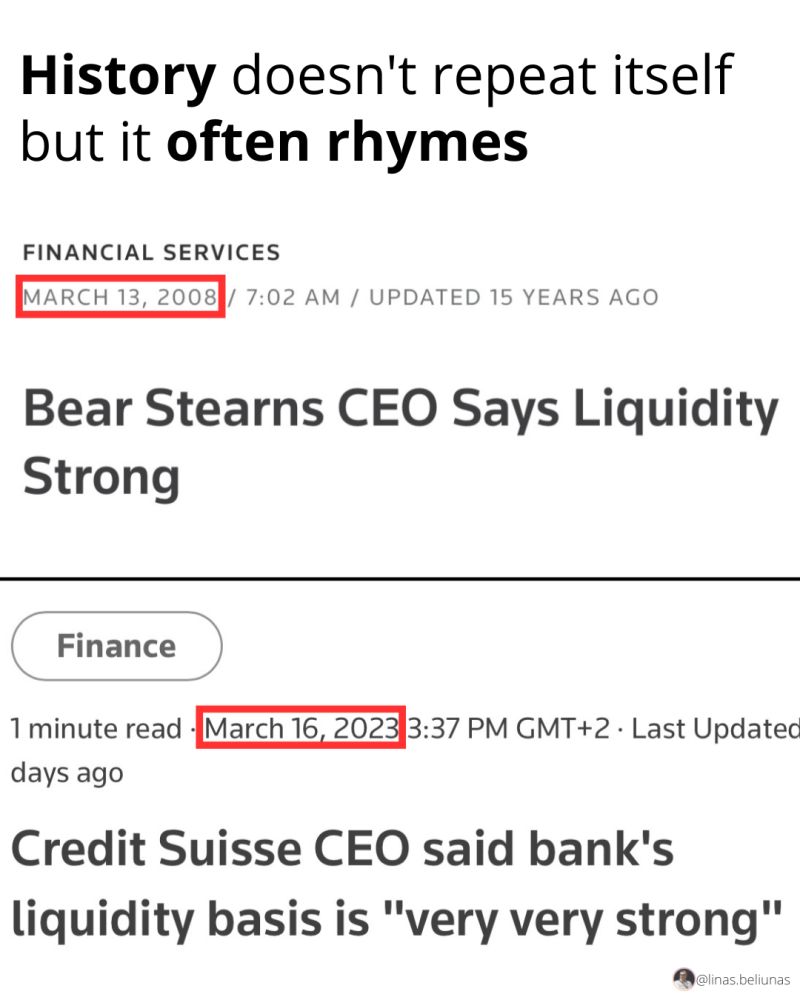 History doesn't repeat itself
but it often rhymes
FINANCIAL SERVICES
MARCH 13, 2008 / 7:02 AM / UPDATED 15 YEARS AGO
Bear Stearns CEO Says Liquidity
Strong
Finance
1 minute read · March 16, 2023 3:37 PM GMT+2 · Last Updated
days ago
Credit Suisse CEO said bank's
liquidity basis is "very very strong"
@linas.beliunas